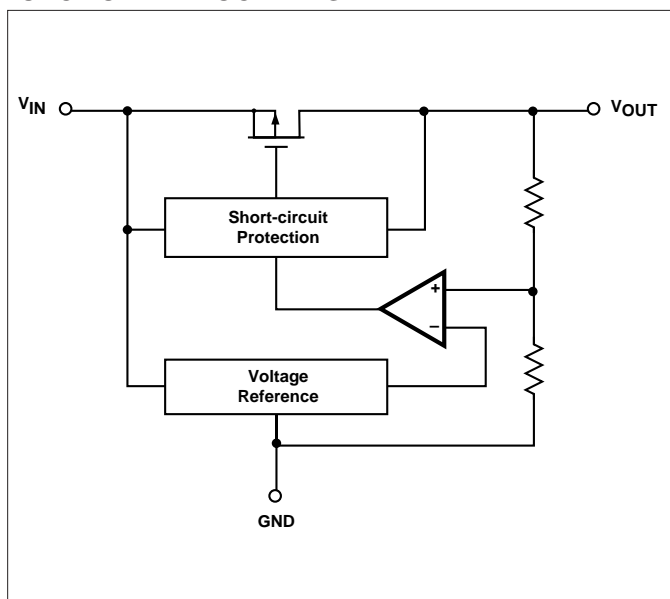 VIN
VOUT
Short-circuit
Protection
+
−
Voltage
Reference
GND